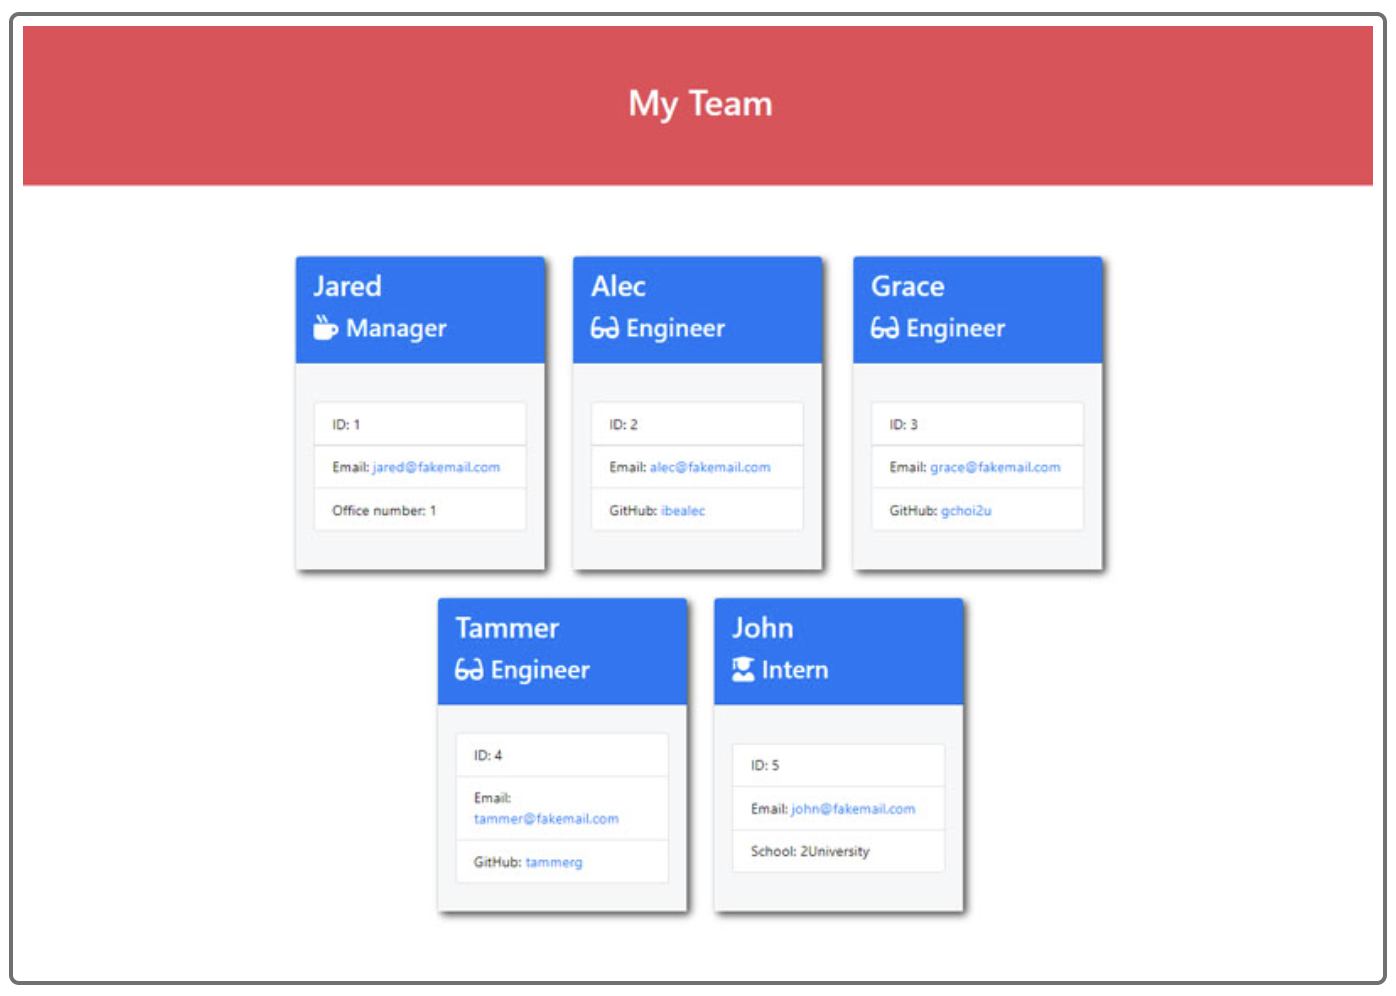 My Team
Jared
Manager
ID: 1
Email: jared@fakemail.com
Office number: 1
Alec
Engineer
ID: 2
Email: alec@fakemail.com
GitHub: ibealec
Grace
Engineer
ID: 3
Email: grace@fakemail.com
GitHub: gchoi2u
Tammer
Engineer
ID: 4
Email:
tammer@fakemail.com
GitHub: tammerg
John
Intern
ID: 5
Email: john@fakemail.com
School: 2University